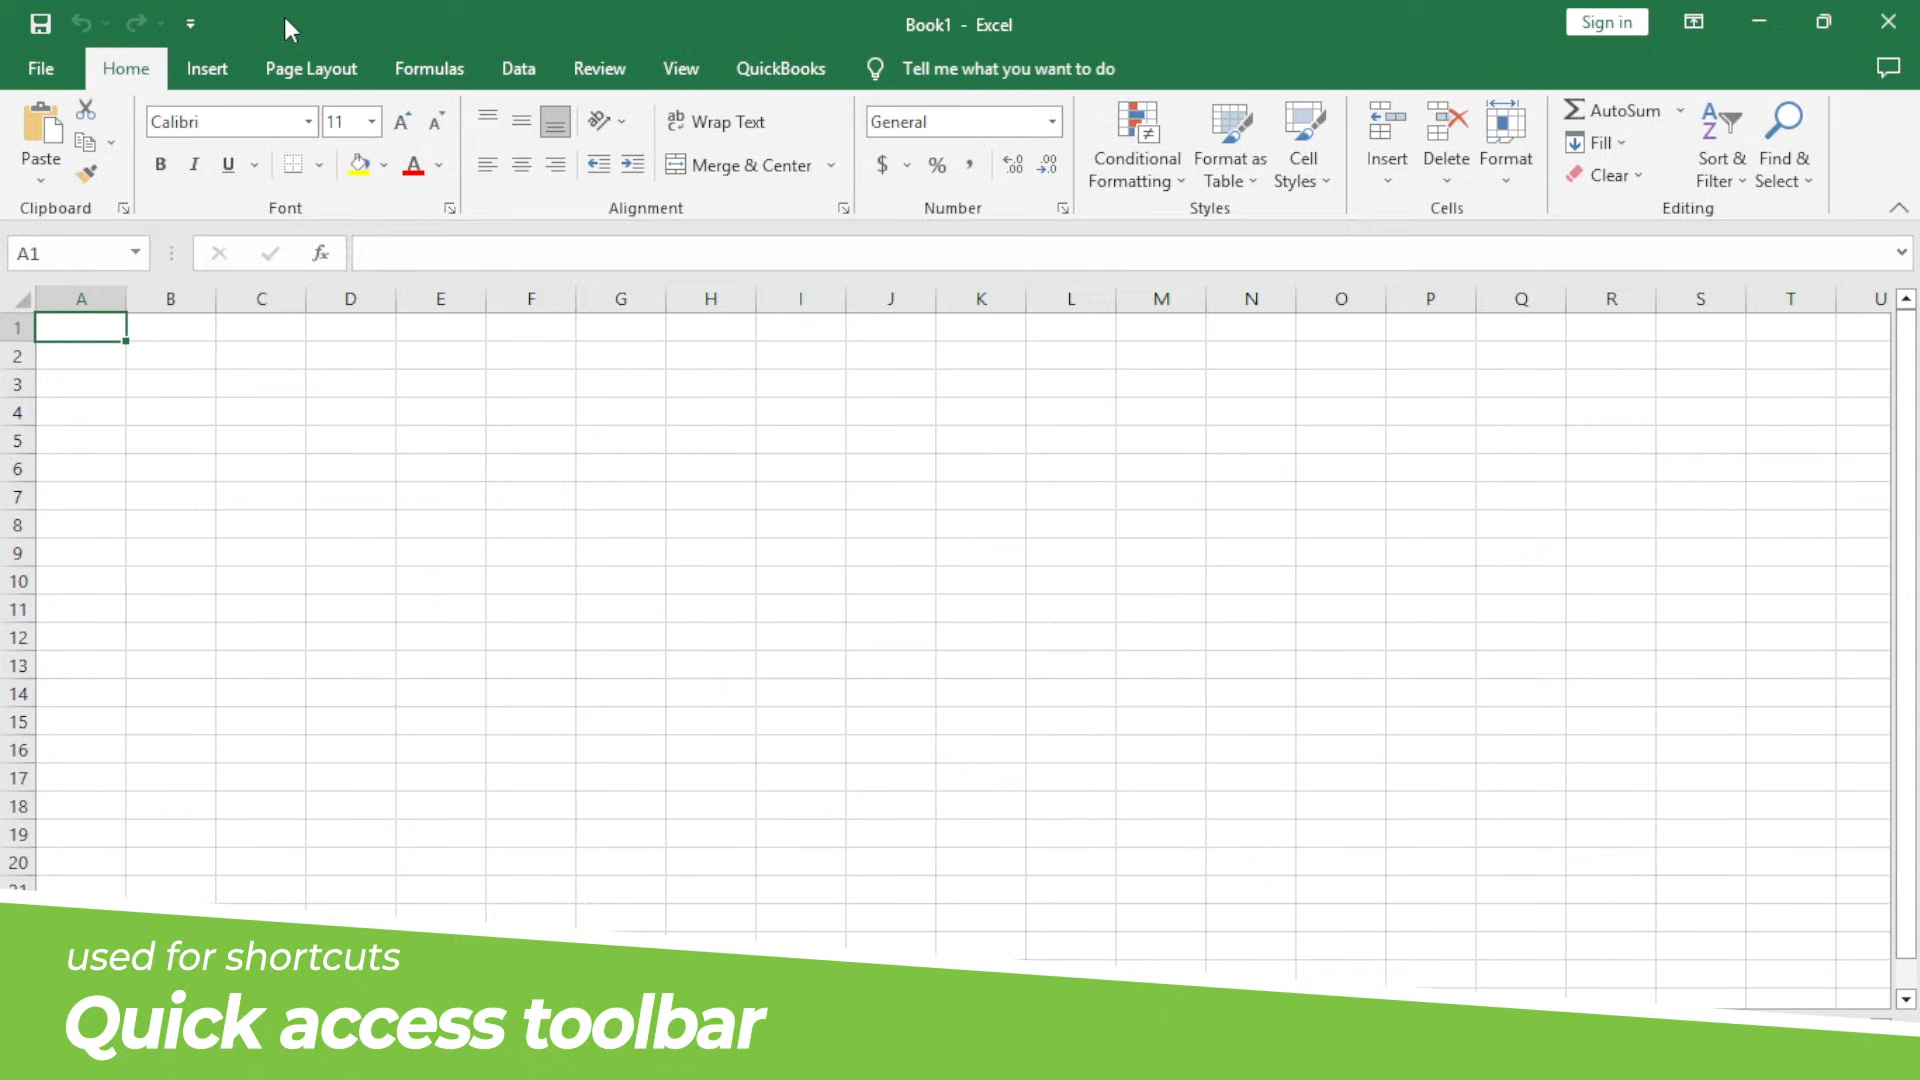 Book1 - Excel
Sign in
File Home Insert Page Layout Formulas Data Review View QuickBooks Tell me what you want to do
Calibri 11 Wrap Text General AutoSum
Paste Conditional Formatting Format as Table Cell Styles Insert Delete Format Fill Sort & Filter Find & Select
B I U Merge & Center $ % , Clear
Clipboard Font Alignment Number Styles Cells Editing
A1 fx
A B C D E F G H I J K L M N O P Q R S T U
1
2
3
4
5
6
7
8
9
10
11
12
13
14
15
16
17
18
19
20
21
used for shortcuts
Quick access toolbar